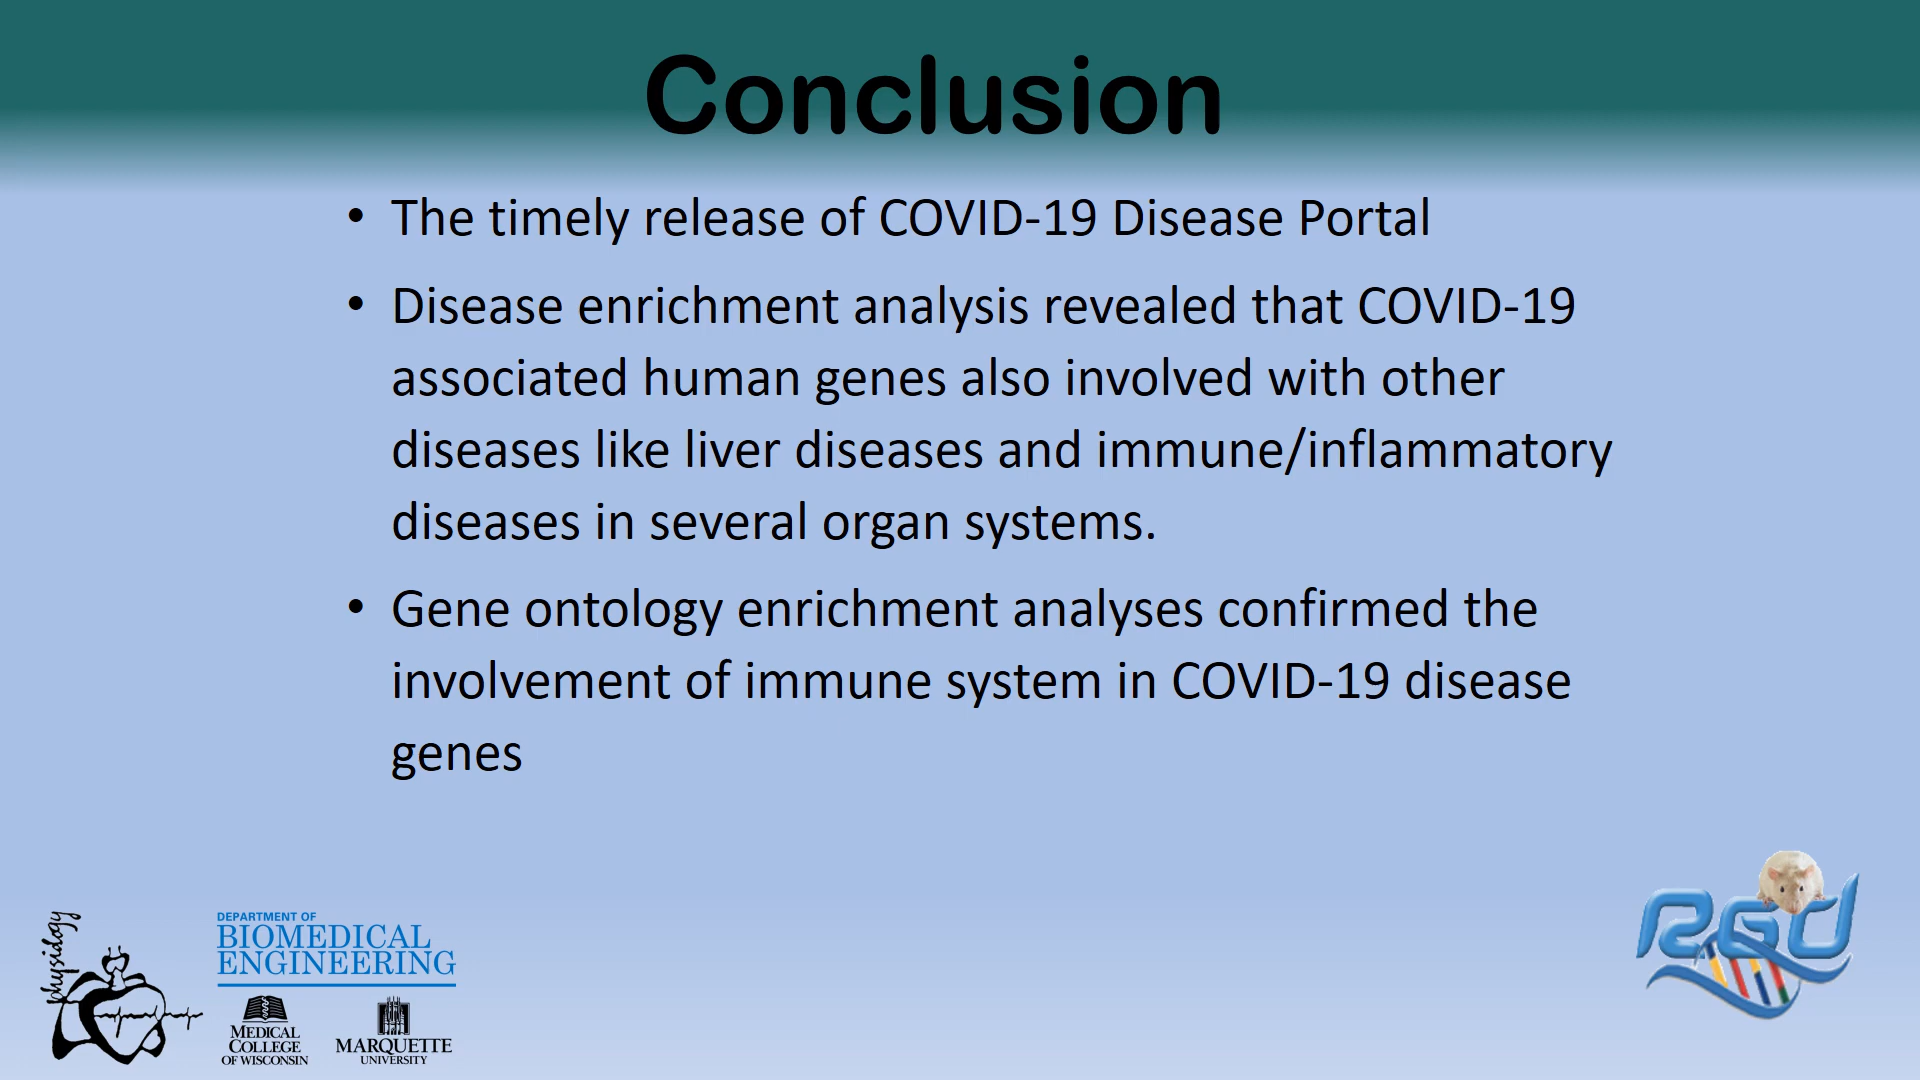 Conclusion
• The timely release of COVID-19 Disease Portal
• Disease enrichment analysis revealed that COVID-19
associated human genes also involved with other
diseases like liver diseases and immune/inflammatory
diseases in several organ systems.
• Gene ontology enrichment analyses confirmed the
involvement of immune system in COVID-19 disease
genes
physiology
DEPARTMENT OF
BIOMEDICAL
ENGINEERING
MEDICAL
COLLEGE
OF WISCONSIN
MARQUETTE
UNIVERSITY
RGD